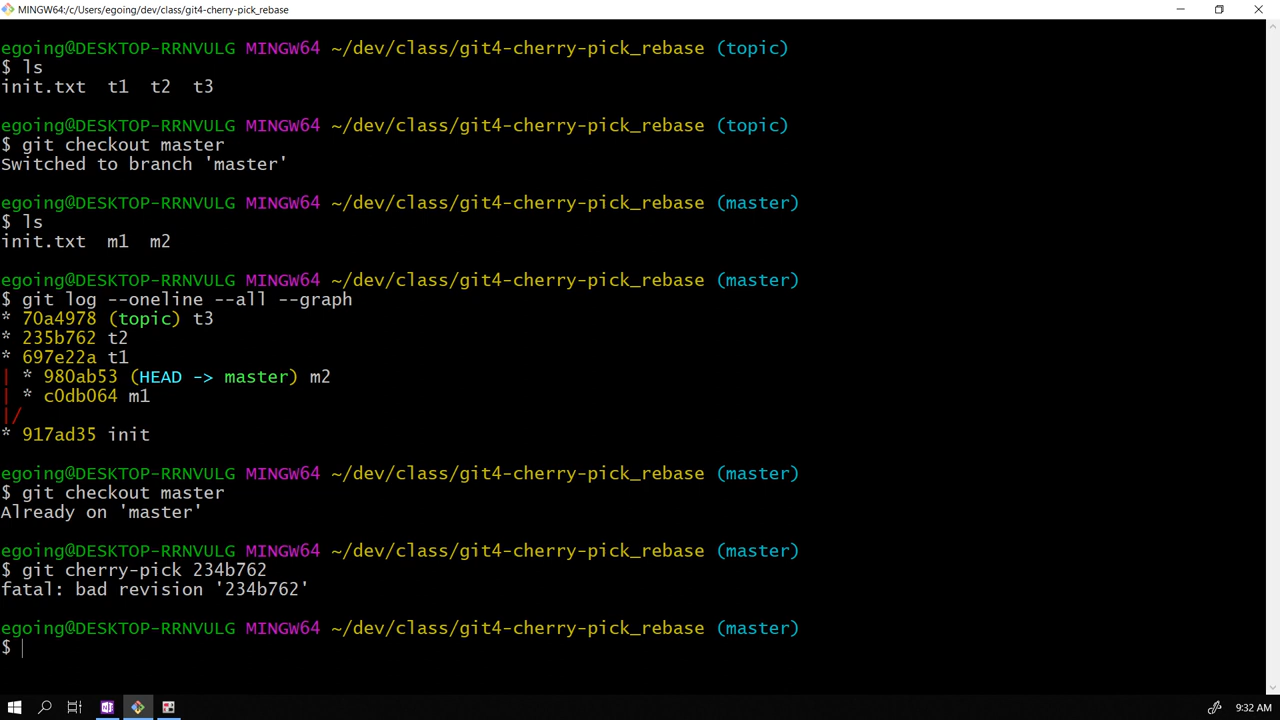 MINGW64:/c/Users/egoing/dev/class/git4-cherry-pick_rebase
egoing@DESKTOP-RRNVULG MINGW64 ~/dev/class/git4-cherry-pick_rebase (topic)
$ ls
init.txt  t1  t2  t3
egoing@DESKTOP-RRNVULG MINGW64 ~/dev/class/git4-cherry-pick_rebase (topic)
$ git checkout master
Switched to branch 'master'
egoing@DESKTOP-RRNVULG MINGW64 ~/dev/class/git4-cherry-pick_rebase (master)
$ ls
init.txt  m1  m2
egoing@DESKTOP-RRNVULG MINGW64 ~/dev/class/git4-cherry-pick_rebase (master)
$ git log --oneline --all --graph
* 70a4978 (topic) t3
* 235b762 t2
* 697e22a t1
| * 980ab53 (HEAD -> master) m2
| * c0db064 m1
|/
* 917ad35 init
egoing@DESKTOP-RRNVULG MINGW64 ~/dev/class/git4-cherry-pick_rebase (master)
$ git checkout master
Already on 'master'
egoing@DESKTOP-RRNVULG MINGW64 ~/dev/class/git4-cherry-pick_rebase (master)
$ git cherry-pick 234b762
fatal: bad revision '234b762'
egoing@DESKTOP-RRNVULG MINGW64 ~/dev/class/git4-cherry-pick_rebase (master)
$
9:32 AM